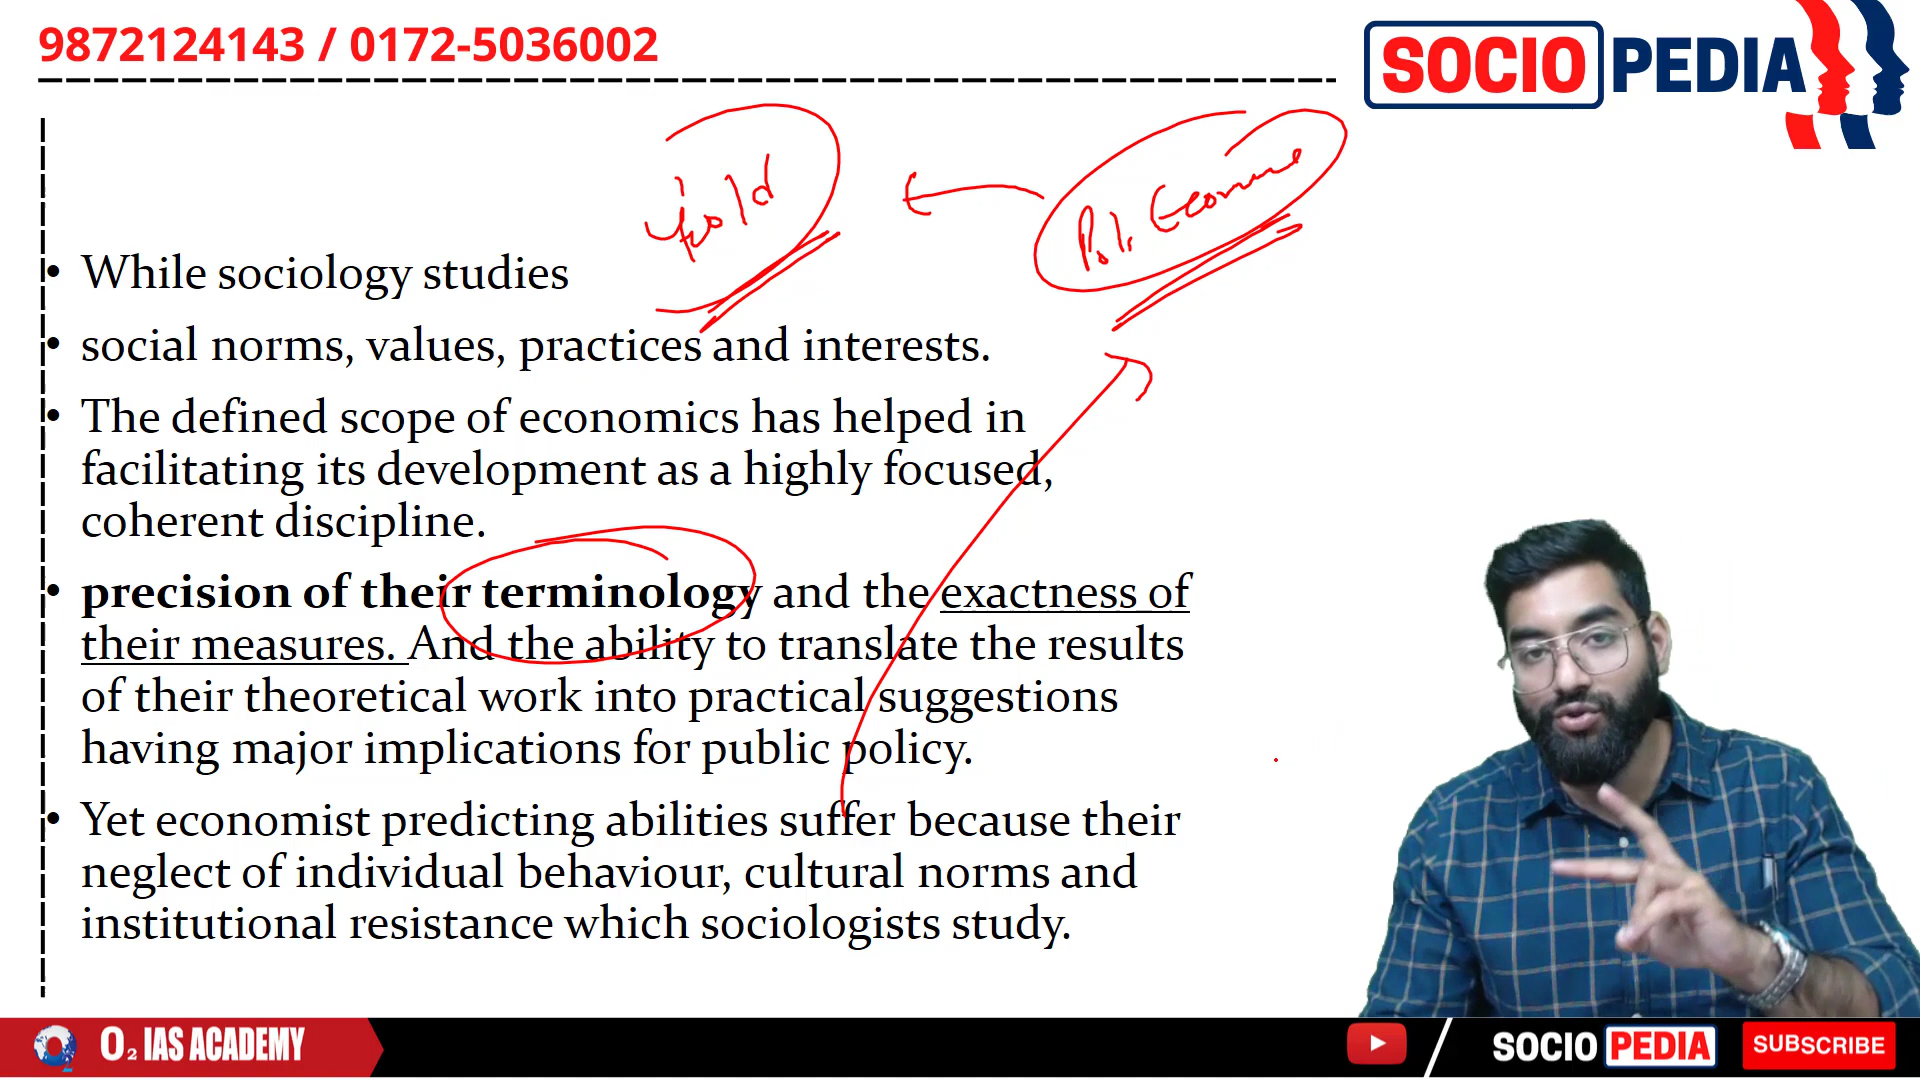 9872124143 / 0172-5036002
SOCIO PEDIA
Pol. Econom
• While sociology studies
• social norms, values, practices and interests.
• The defined scope of economics has helped in
facilitating its development as a highly focused,
coherent discipline.
• precision of their terminology and the exactness of
their measures. And the ability to translate the results
of their theoretical work into practical suggestions
having major implications for public policy.
• Yet economist predicting abilities suffer because their
neglect of individual behaviour, cultural norms and
institutional resistance which sociologists study.
O2 IAS ACADEMY
SOCIO PEDIA
SUBSCRIBE